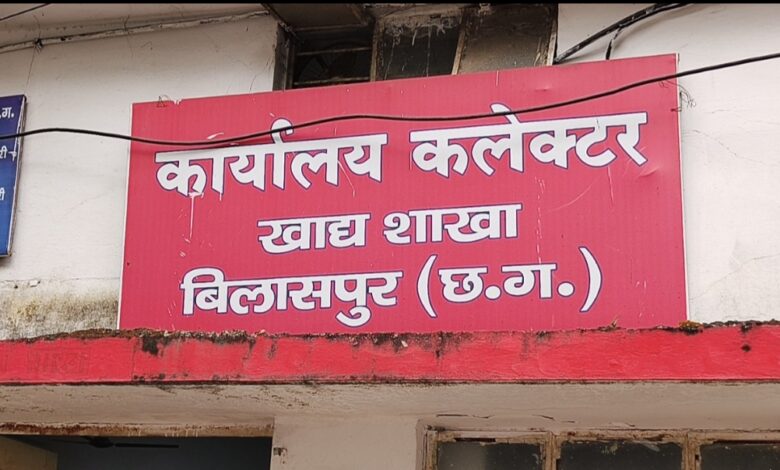 कार्यालय कलेक्टर
खाद्य शाखा
बिलासपुर (छ.ग.)